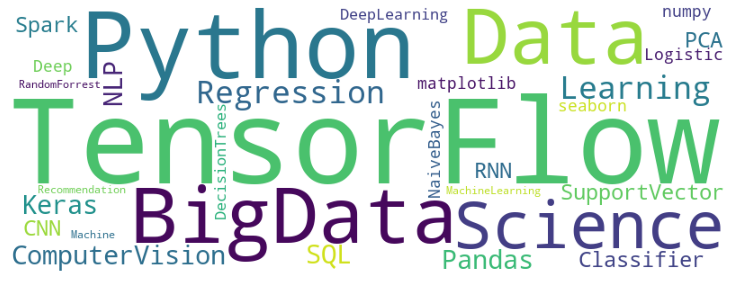 Spark
Python
DeepLearning
Data
numpy
PCA
Logistic
Deep
RandomForrest
NLP
Regression
matplotlib
Learning
seaborn
TensorFlow
DecisionTrees
NaiveBayes
RNN
Recommendation
BigData
MachineLearning
SupportVector
Keras
Science
CNN
Machine
ComputerVision
SQL
Pandas
Classifier